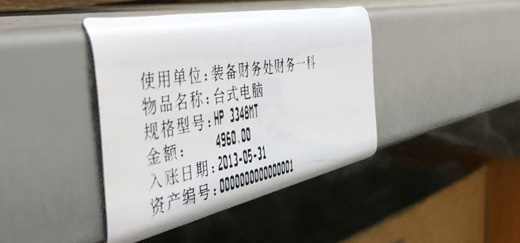 使用单位:装备财务处财务一科
物品名称:台式电脑
规格型号:HP 3348MT
金额: 4960.00
入账日期:2013-05-31
资产编号:0000000000000001